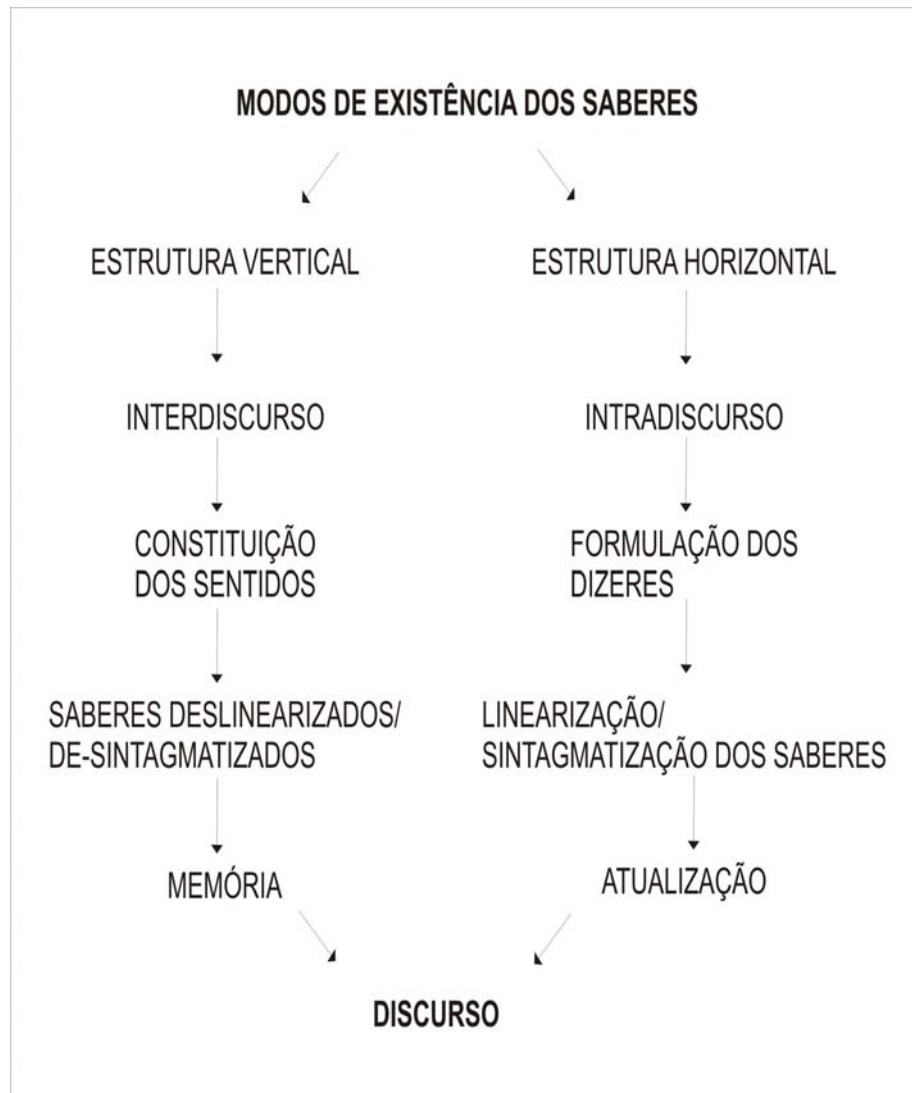 MODOS DE EXISTÊNCIA DOS SABERES
ESTRUTURA VERTICAL
ESTRUTURA HORIZONTAL
INTERDISCURSO
INTRADISCURSO
CONSTITUIÇÃO
DOS SENTIDOS
FORMULAÇÃO DOS
DIZERES
SABERES DESLINEARIZADOS/
DE-SINTAGMATIZADOS
LINEARIZAÇÃO/
SINTAGMATIZAÇÃO DOS SABERES
MEMÓRIA
ATUALIZAÇÃO
DISCURSO